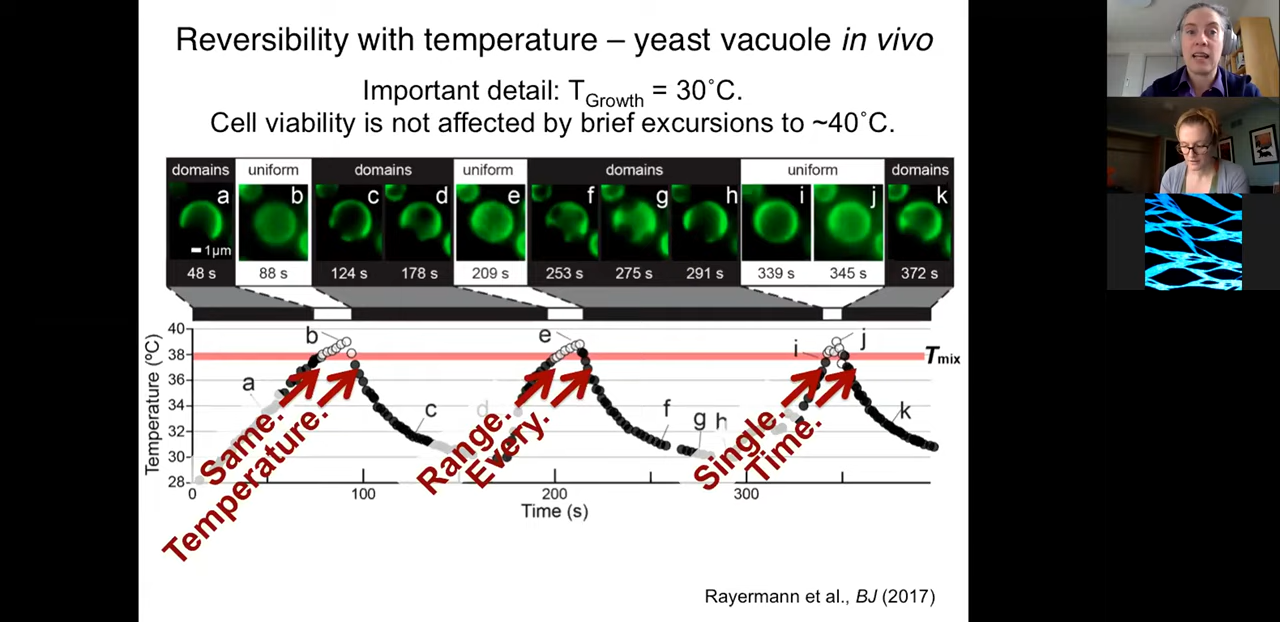 Reversibility with temperature – yeast vacuole in vivo
Important detail: TGrowth = 30˚C.
Cell viability is not affected by brief excursions to ~40˚C.
domains uniform domains uniform domains uniform domains
a b c d e f g h i j k
1µm
48 s 88 s 124 s 178 s 209 s 253 s 275 s 291 s 339 s 345 s 372 s
Temperature (ºC)
40
38
36
34
32
30
28
a b c d e f g h i j k
Tmix
Same.
Temperature.
Range.
Every.
Single.
Time.
0 100 200 300
Time (s)
Rayermann et al., BJ (2017)